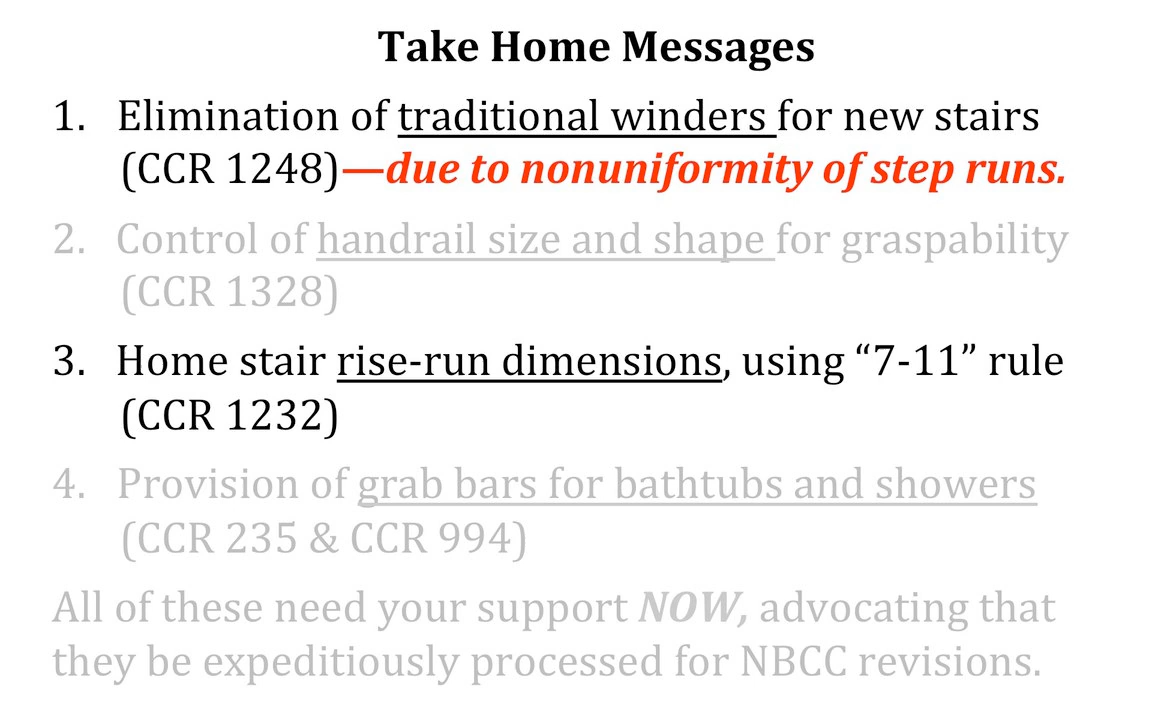 Take Home Messages
1. Elimination of traditional winders for new stairs
(CCR 1248)—due to nonuniformity of step runs.
2. Control of handrail size and shape for graspability
(CCR 1328)
3. Home stair rise-run dimensions, using “7-11” rule
(CCR 1232)
4. Provision of grab bars for bathtubs and showers
(CCR 235 & CCR 994)
All of these need your support NOW, advocating that
they be expeditiously processed for NBCC revisions.